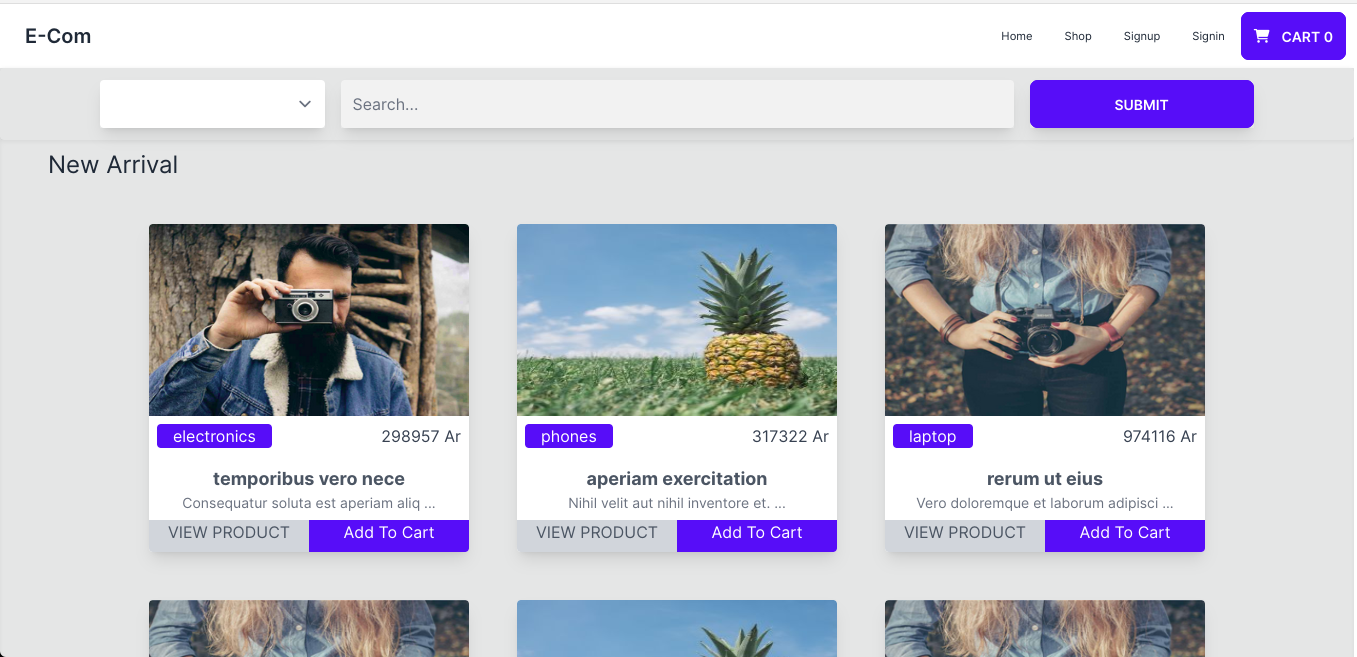 E-Com
Home Shop Signup Signin CART 0
Search... SUBMIT
New Arrival
electronics 298957 Ar
temporibus vero nece
Consequatur soluta est aperiam aliq ...
VIEW PRODUCT Add To Cart
phones 317322 Ar
aperiam exercitation
Nihil velit aut nihil inventore et. ...
VIEW PRODUCT Add To Cart
laptop 974116 Ar
rerum ut eius
Vero doloremque et laborum adipisci ...
VIEW PRODUCT Add To Cart